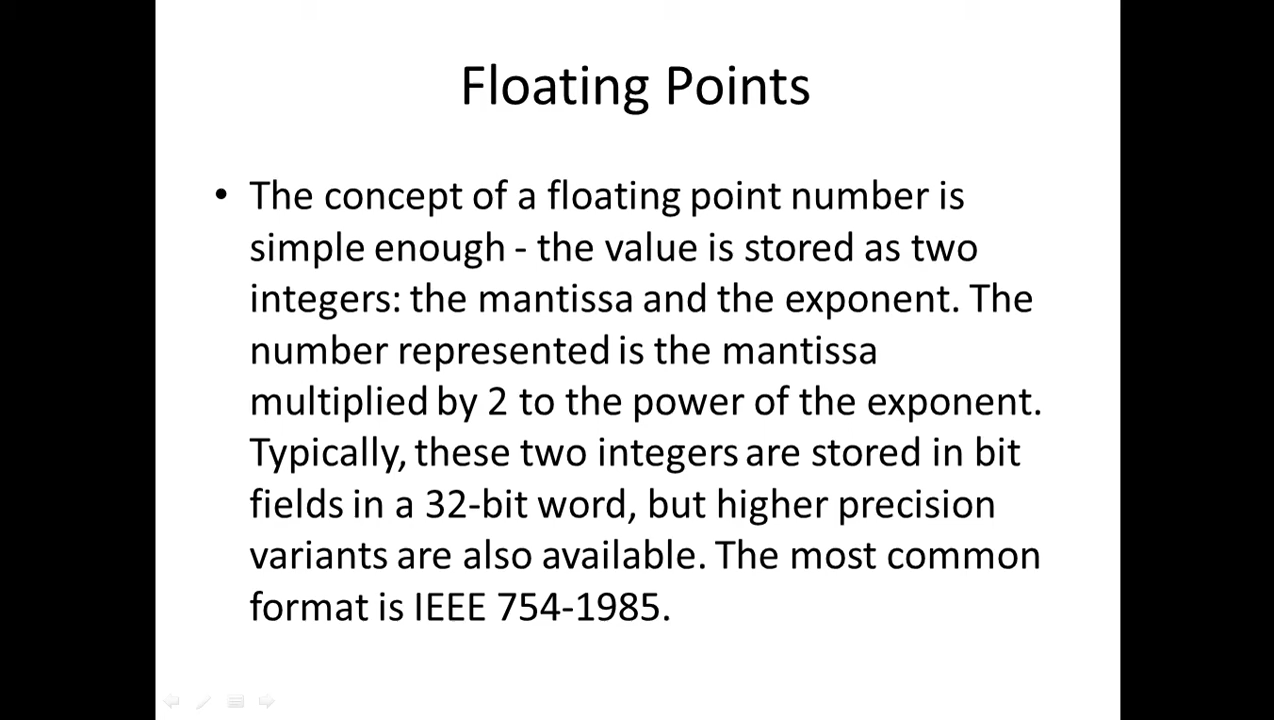 Floating Points
• The concept of a floating point number is
simple enough - the value is stored as two
integers: the mantissa and the exponent. The
number represented is the mantissa
multiplied by 2 to the power of the exponent.
Typically, these two integers are stored in bit
fields in a 32-bit word, but higher precision
variants are also available. The most common
format is IEEE 754-1985.